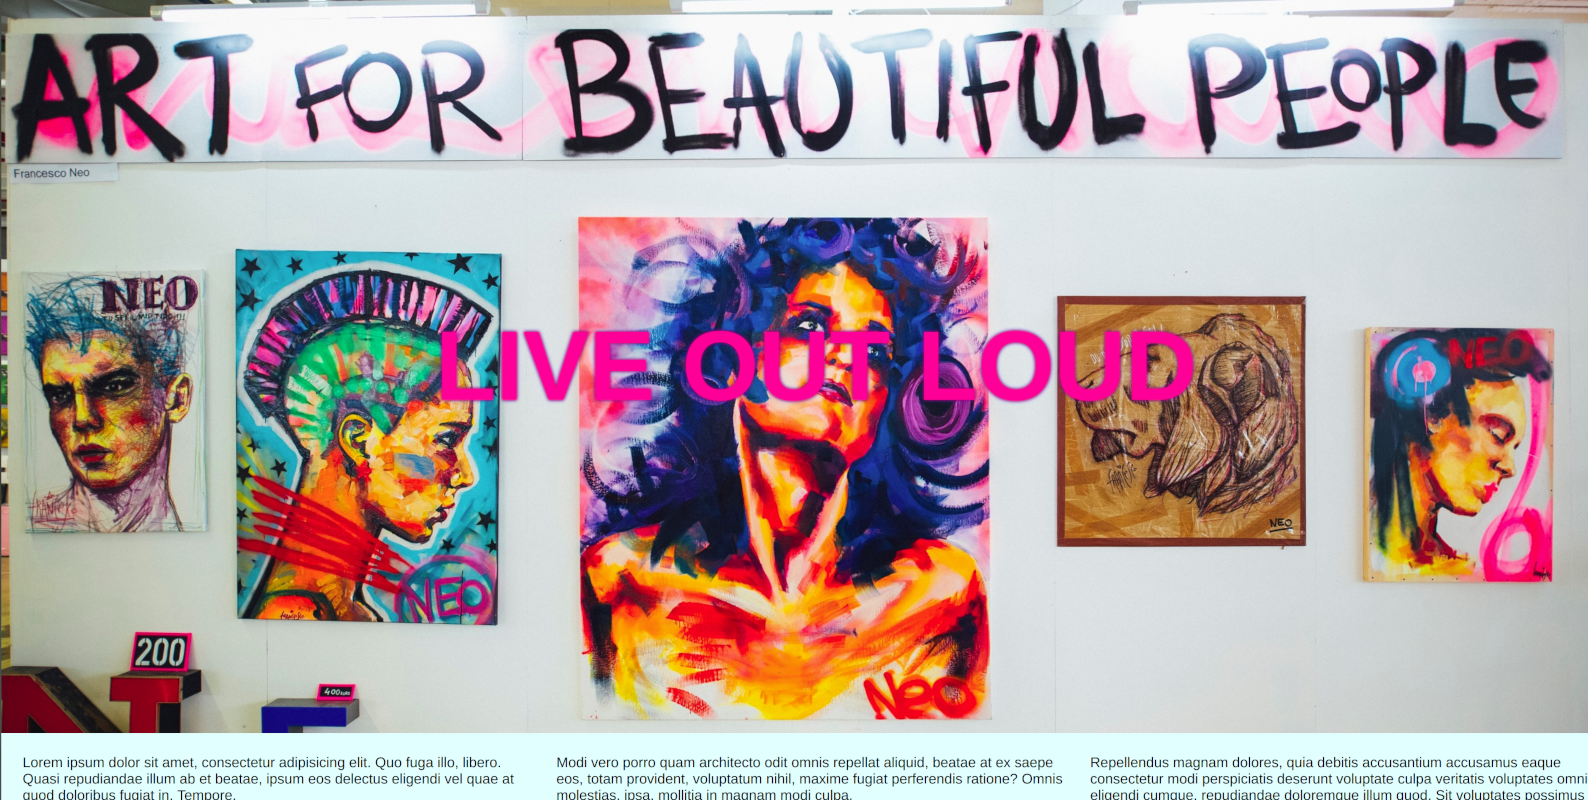 ART FOR BEAUTIFUL PEOPLE
Francesco Neo
NEO
LIVE OUT LOUD
NEO
NEO
NEO
NEO
Neo
200
400 EURO
Lorem ipsum dolor sit amet, consectetur adipisicing elit. Quo fuga illo, libero.
Quasi repudiandae illum ab et beatae, ipsum eos delectus eligendi vel quae at
quod doloribus fugiat in. Tempore.
Modi vero porro quam architecto odit omnis repellat aliquid, beatae at ex saepe
eos, totam provident, voluptatum nihil, maxime fugiat perferendis ratione? Omnis
molestias, ipsa, mollitia in magnam modi culpa.
Repellendus magnam dolores, quia debitis accusantium accusamus eaque
consectetur modi perspiciatis deserunt voluptate culpa veritatis voluptates omni
eligendi cumque, repudiandae doloremque illum quod. Sit voluptates possimus